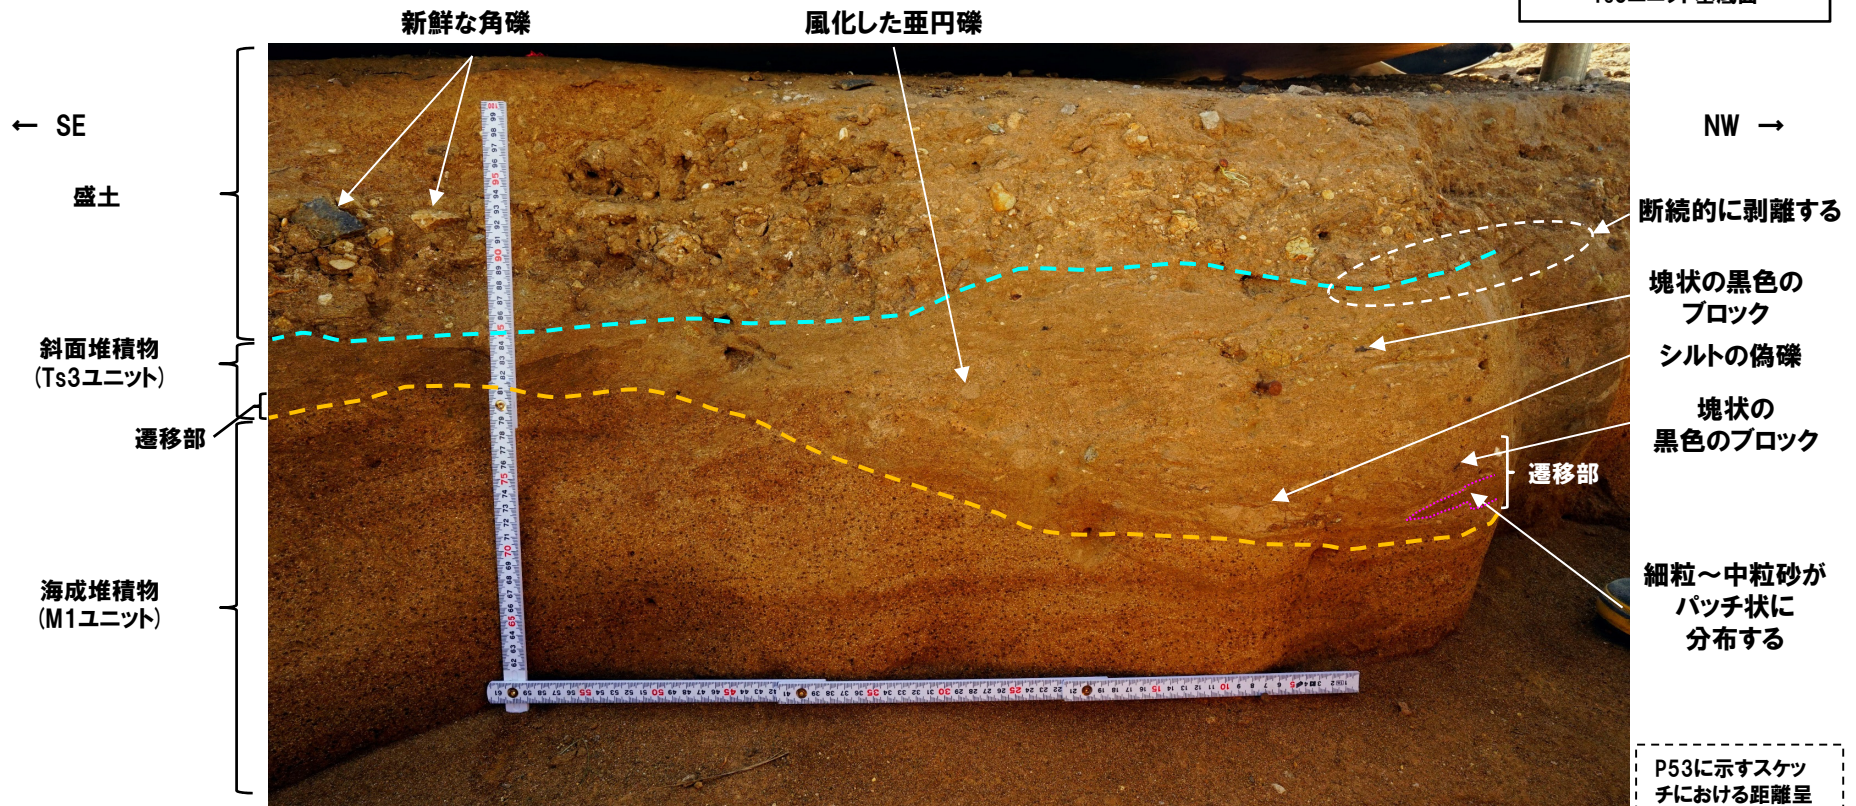 新鮮な角礫
風化した亜円礫
← SE
NW →
盛土
断続的に剥離する
塊状の黒色の
ブロック
斜面堆積物
(Ts3ユニット)
シルトの偽礫
遷移部
塊状の
黒色のブロック
遷移部
海成堆積物
(M1ユニット)
細粒～中粒砂が
パッチ状に
分布する
P53に示すスケッ
チにおける距離呈